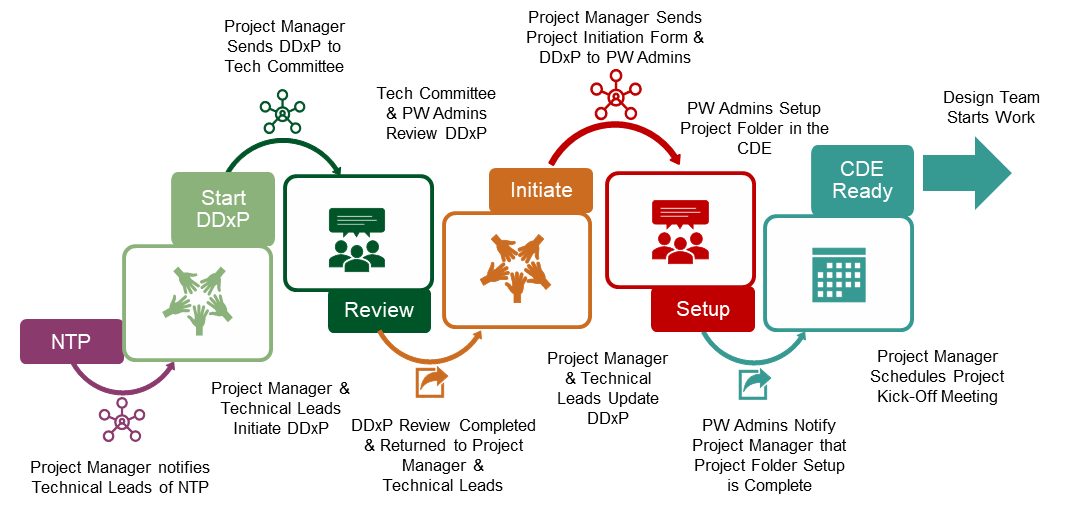 NTP
Project Manager notifies
Technical Leads of NTP
Start
DDxP
Project Manager &
Technical Leads
Initiate DDxP
Project Manager
Sends DDxP to
Tech Committee
Review
Tech Committee
& PW Admins
Review DDxP
DDxP Review Completed
& Returned to Project
Manager &
Technical Leads
Initiate
Project Manager
& Technical
Leads Update
DDxP
Project Manager Sends
Project Initiation Form &
DDxP to PW Admins
Setup
PW Admins Setup
Project Folder in the
CDE
PW Admins Notify
Project Manager that
Project Folder Setup
is Complete
CDE
Ready
Project Manager
Schedules Project
Kick-Off Meeting
Design Team
Starts Work